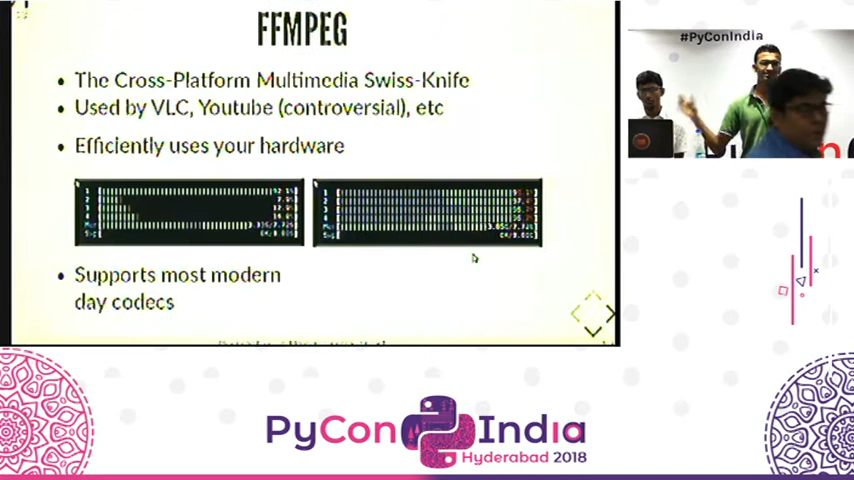 FFMPEG
• The Cross-Platform Multimedia Swiss-Knife
• Used by VLC, Youtube (controversial), etc
• Efficiently uses your hardware
• Supports most modern
day codecs
#PyConIndia
PyCon India
Hyderabad 2018